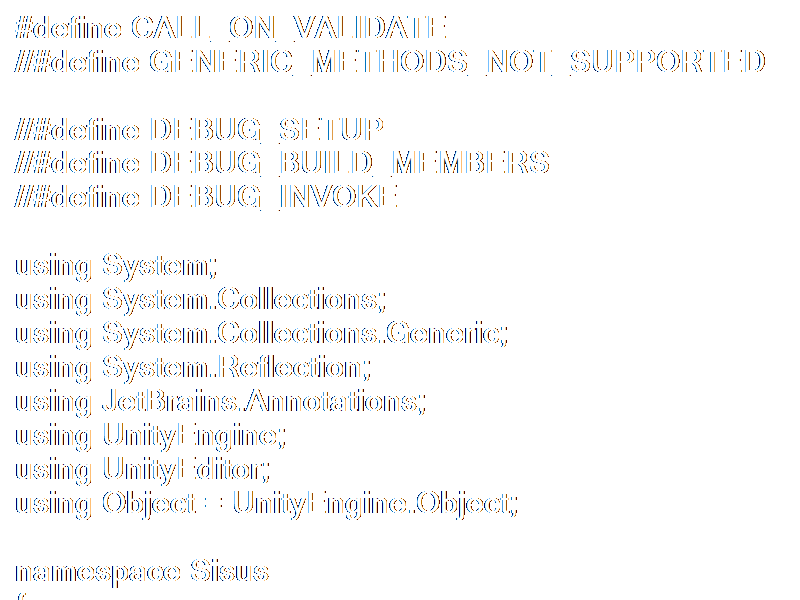 #define CALL_ON_VALIDATE
//#define GENERIC_METHODS_NOT_SUPPORTED
//#define DEBUG_SETUP
//#define DEBUG_BUILD_MEMBERS
//#define DEBUG_INVOKE
using System;
using System.Collections;
using System.Collections.Generic;
using System.Reflection;
using JetBrains.Annotations;
using UnityEngine;
using UnityEditor;
using Object = UnityEngine.Object;
namespace Sisus
{